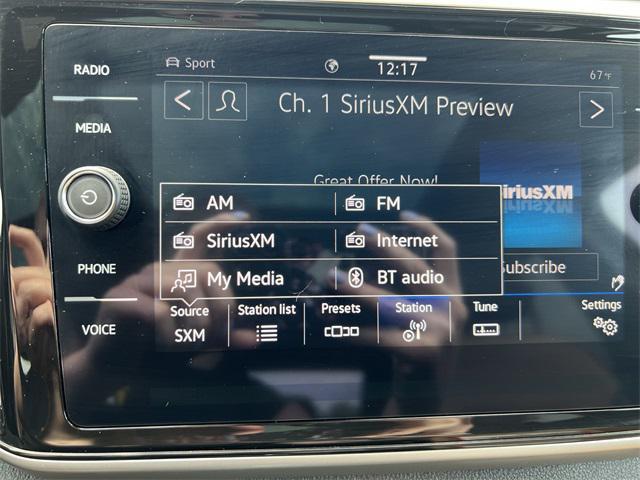 RADIO
MEDIA
PHONE
VOICE
Sport
12:17
67°F
Ch. 1 SiriusXM Preview
Great Offer Now!
siriusXM
AM
FM
SiriusXM
Internet
My Media
BT audio
Subscribe
Source
SXM
Station list
Presets
Station
Tune
Settings